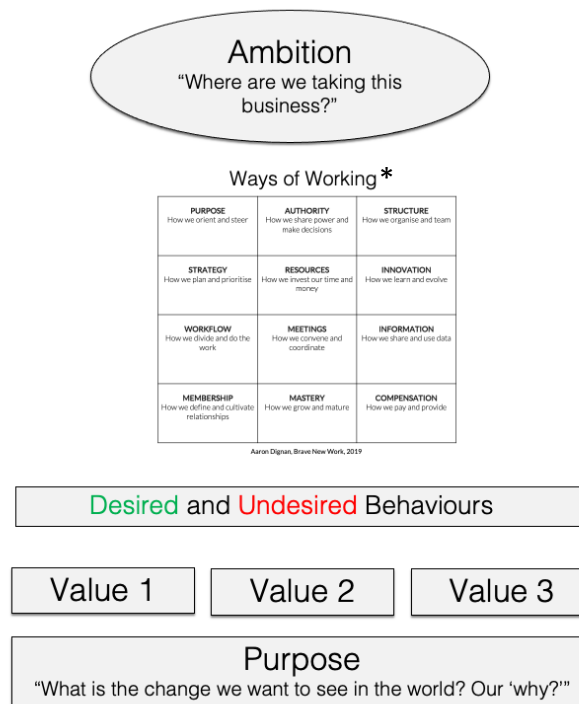 Ambition
“Where are we taking this
business?”
Ways of Working*
PURPOSE
How we orient and steer
AUTHORITY
How we share power and
make decisions
STRUCTURE
How we organise and team
STRATEGY
How we plan and prioritise
RESOURCES
How we invest our time and
money
INNOVATION
How we learn and evolve
WORKFLOW
How we divide and do the
work
MEETINGS
How we convene and
coordinate
INFORMATION
How we share and use data
MEMBERSHIP
How we define and cultivate
relationships
MASTERY
How we grow and mature
COMPENSATION
How we pay and provide
Aaron Dignan, Brave New Work, 2019
Desired and Undesired Behaviours
Value 1
Value 2
Value 3
Purpose
“What is the change we want to see in the world? Our ‘why?’”